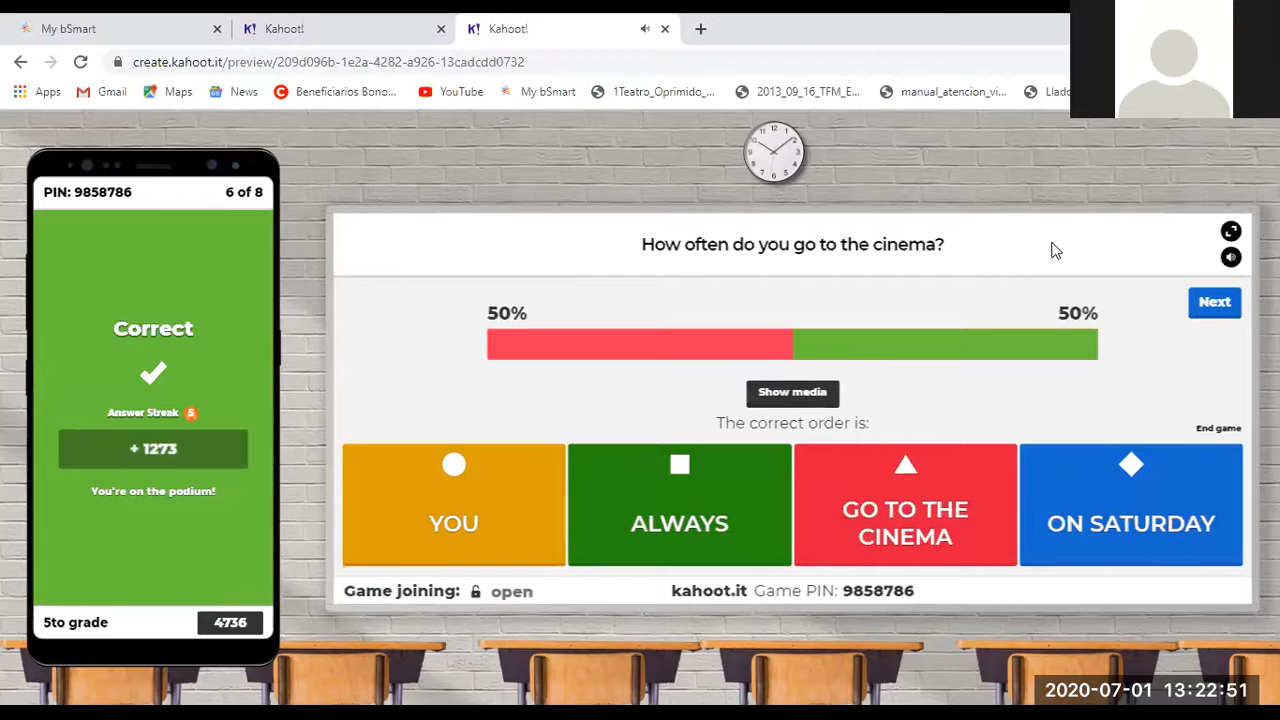 My bSmart
Kahoot!
Kahoot!
create.kahoot.it/preview/209d096b-1e2a-4282-a926-13cadcdd0732
Apps
Gmail
Maps
News
Beneficiarios Bono...
YouTube
My bSmart
1Teatro_Oprimido_...
2013_09_16_TFM_E...
manual_atencion_vi...
Llado
PIN: 9858786
6 of 8
Correct
Answer Streak 5
+ 1273
You're on the podium!
5to grade
4736
How often do you go to the cinema?
Next
50%
50%
Show media
The correct order is:
End game
YOU
ALWAYS
GO TO THE
CINEMA
ON SATURDAY
Game joining: open
kahoot.it Game PIN: 9858786
2020-07-01 13:22:51